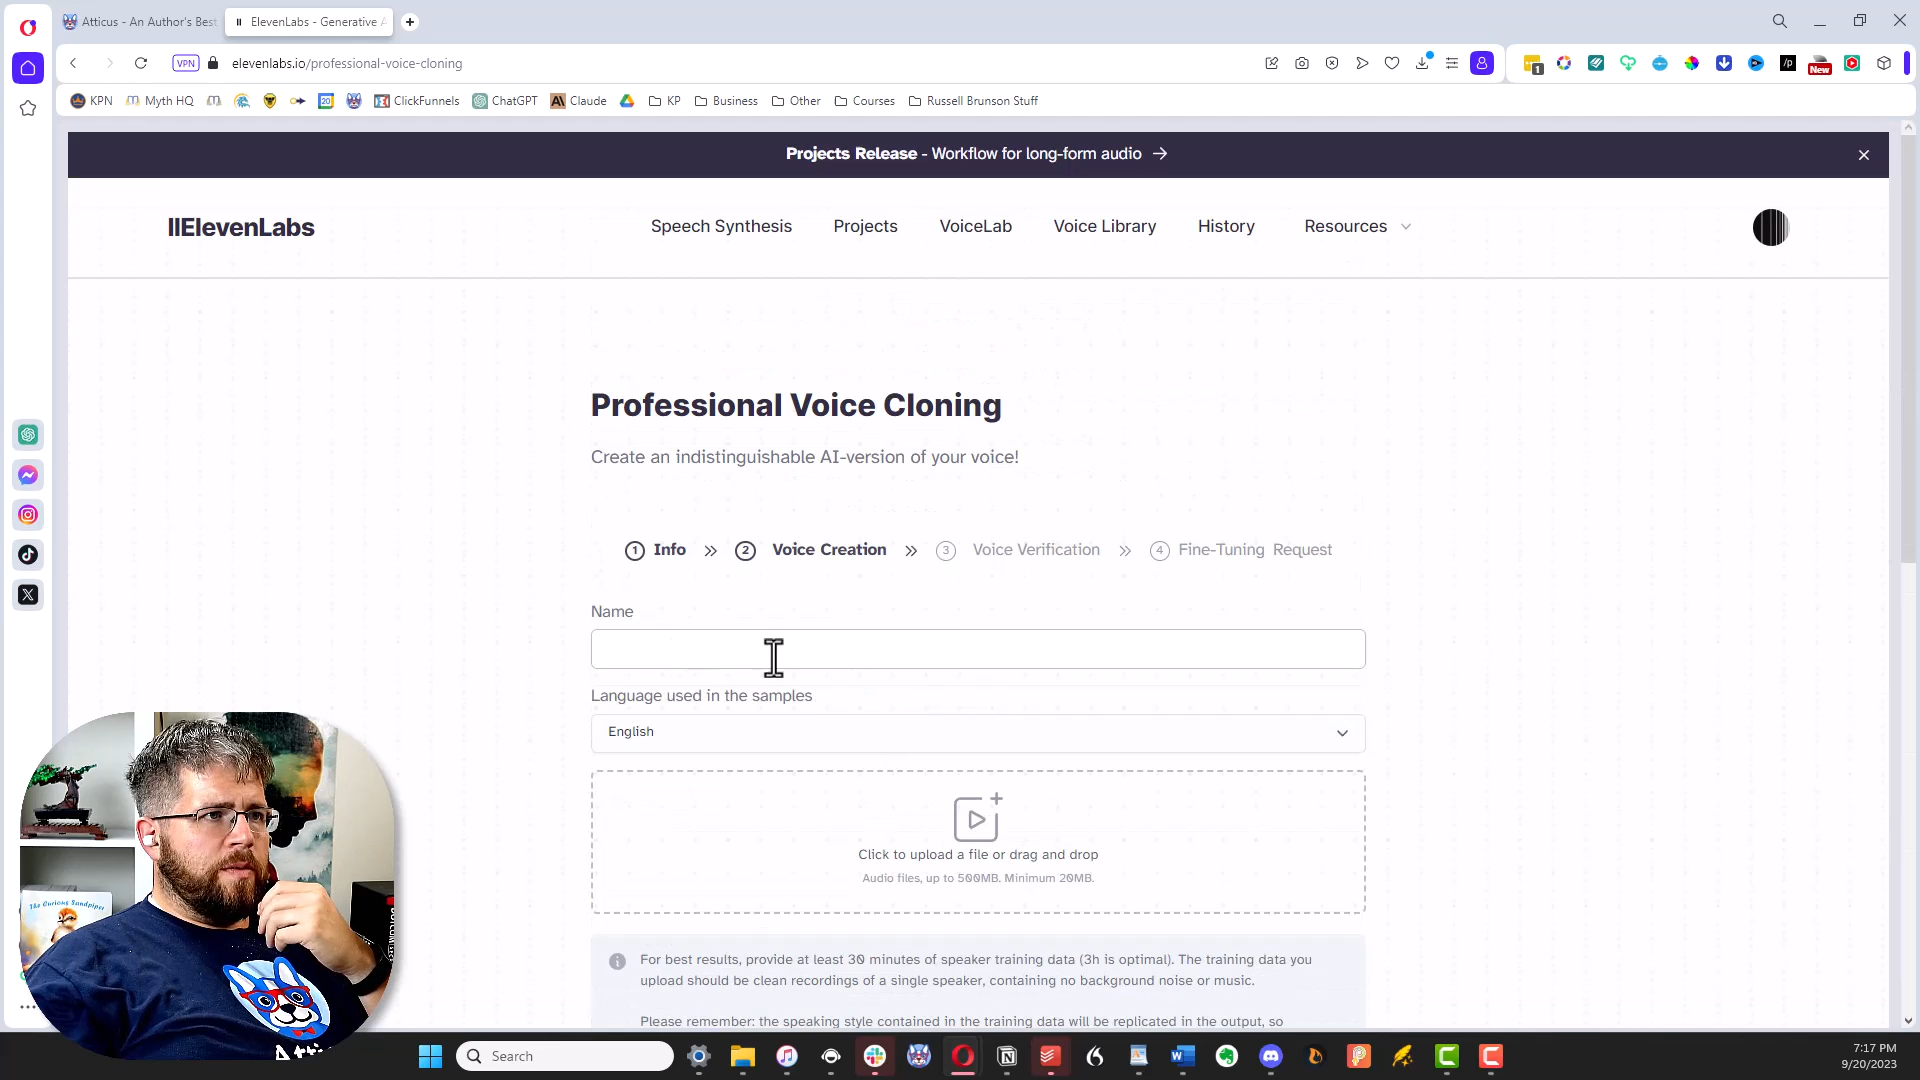 Atticus - An Author's Best
ElevenLabs - Generative A
VPN
elevenlabs.io/professional-voice-cloning
1
/p
New
KPN
Myth HQ
20
ClickFunnels
ChatGPT
Claude
KP
Business
Other
Courses
Russell Brunson Stuff
Projects Release - Workflow for long-form audio
IIElevenLabs
Speech Synthesis
Projects
VoiceLab
Voice Library
History
Resources
Professional Voice Cloning
Create an indistinguishable AI-version of your voice!
1 Info
2 Voice Creation
3 Voice Verification
4 Fine-Tuning Request
Name
Language used in the samples
English
Click to upload a file or drag and drop
Audio files, up to 500MB. Minimum 20MB.
For best results, provide at least 30 minutes of speaker training data (3h is optimal). The training data you
upload should be clean recordings of a single speaker, containing no background noise or music.
Please remember: the speaking style contained in the training data will be replicated in the output, so
The Curious Sandpiper
Search
7:17 PM
9/20/2023